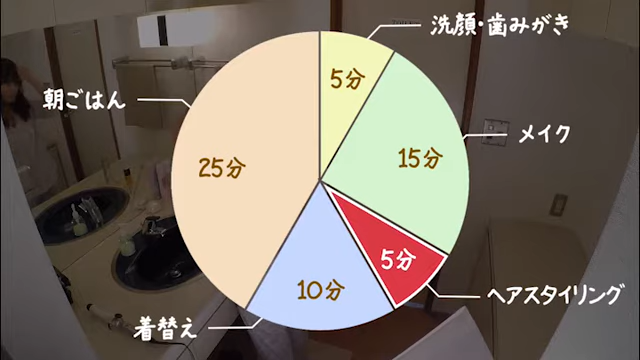 洗顔・歯みがき
5分
朝ごはん
メイク
15分
25分
5分
10分
ヘアスタイリング
着替え